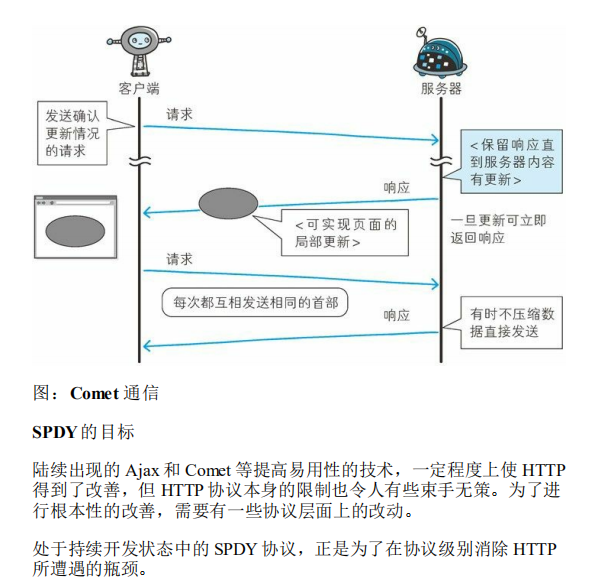 客户端
服务器
发送确认
更新情况
的请求
请求
<保留响应直
到服务器内容
有更新>
响应
<可实现页面的
局部更新>
一旦更新可立即
返回响应
请求
每次都互相发送相同的首部
响应
有时不压缩数
据直接发送
图：Comet 通信
SPDY 的目标
陆续出现的 Ajax 和 Comet 等提高易用性的技术，一定程度上使 HTTP
得到了改善，但 HTTP 协议本身的限制也令人有些束手无策。为了进
行根本性的改善，需要有一些协议层面上的改动。
处于持续开发状态中的 SPDY 协议，正是为了在协议级别消除 HTTP
所遭遇的瓶颈。